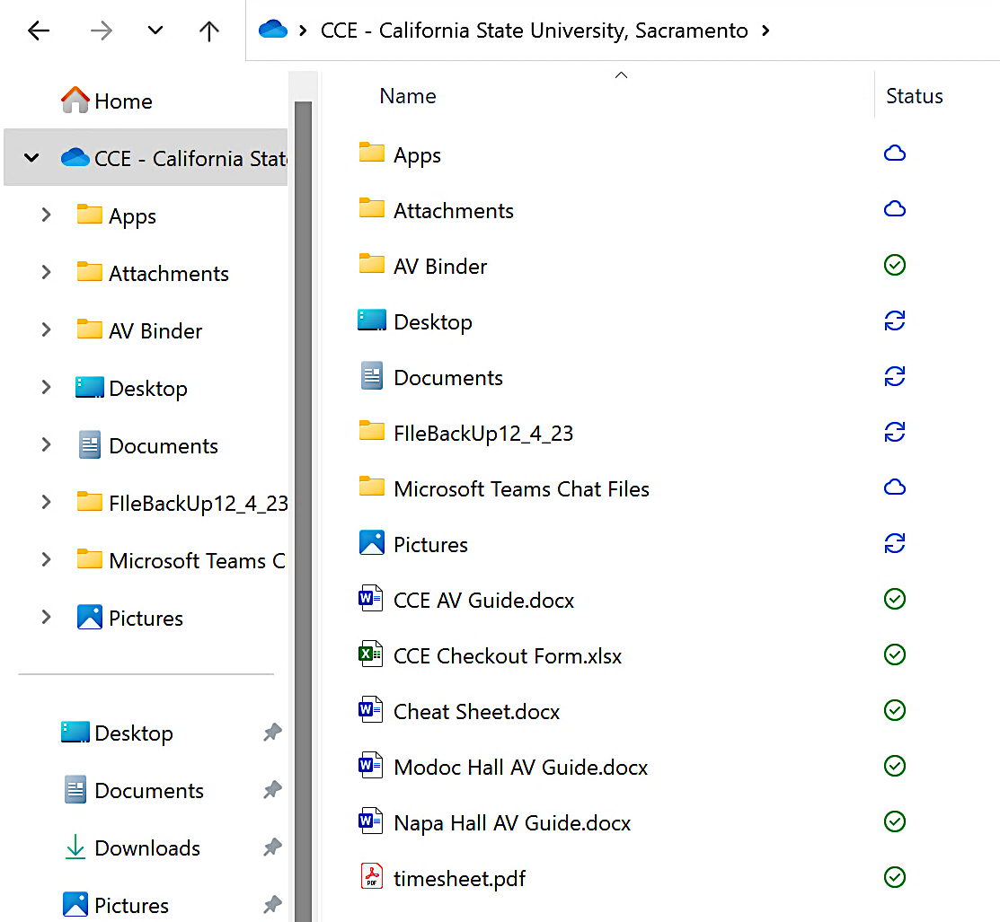 CCE - California State University, Sacramento
Home
CCE - California Stat
Apps
Attachments
AV Binder
Desktop
Documents
FIleBackUp12_4_23
Microsoft Teams C
Pictures
Desktop
Documents
Downloads
Pictures
Name
Status
Apps
Attachments
AV Binder
Desktop
Documents
FIleBackUp12_4_23
Microsoft Teams Chat Files
Pictures
CCE AV Guide.docx
CCE Checkout Form.xlsx
Cheat Sheet.docx
Modoc Hall AV Guide.docx
Napa Hall AV Guide.docx
timesheet.pdf